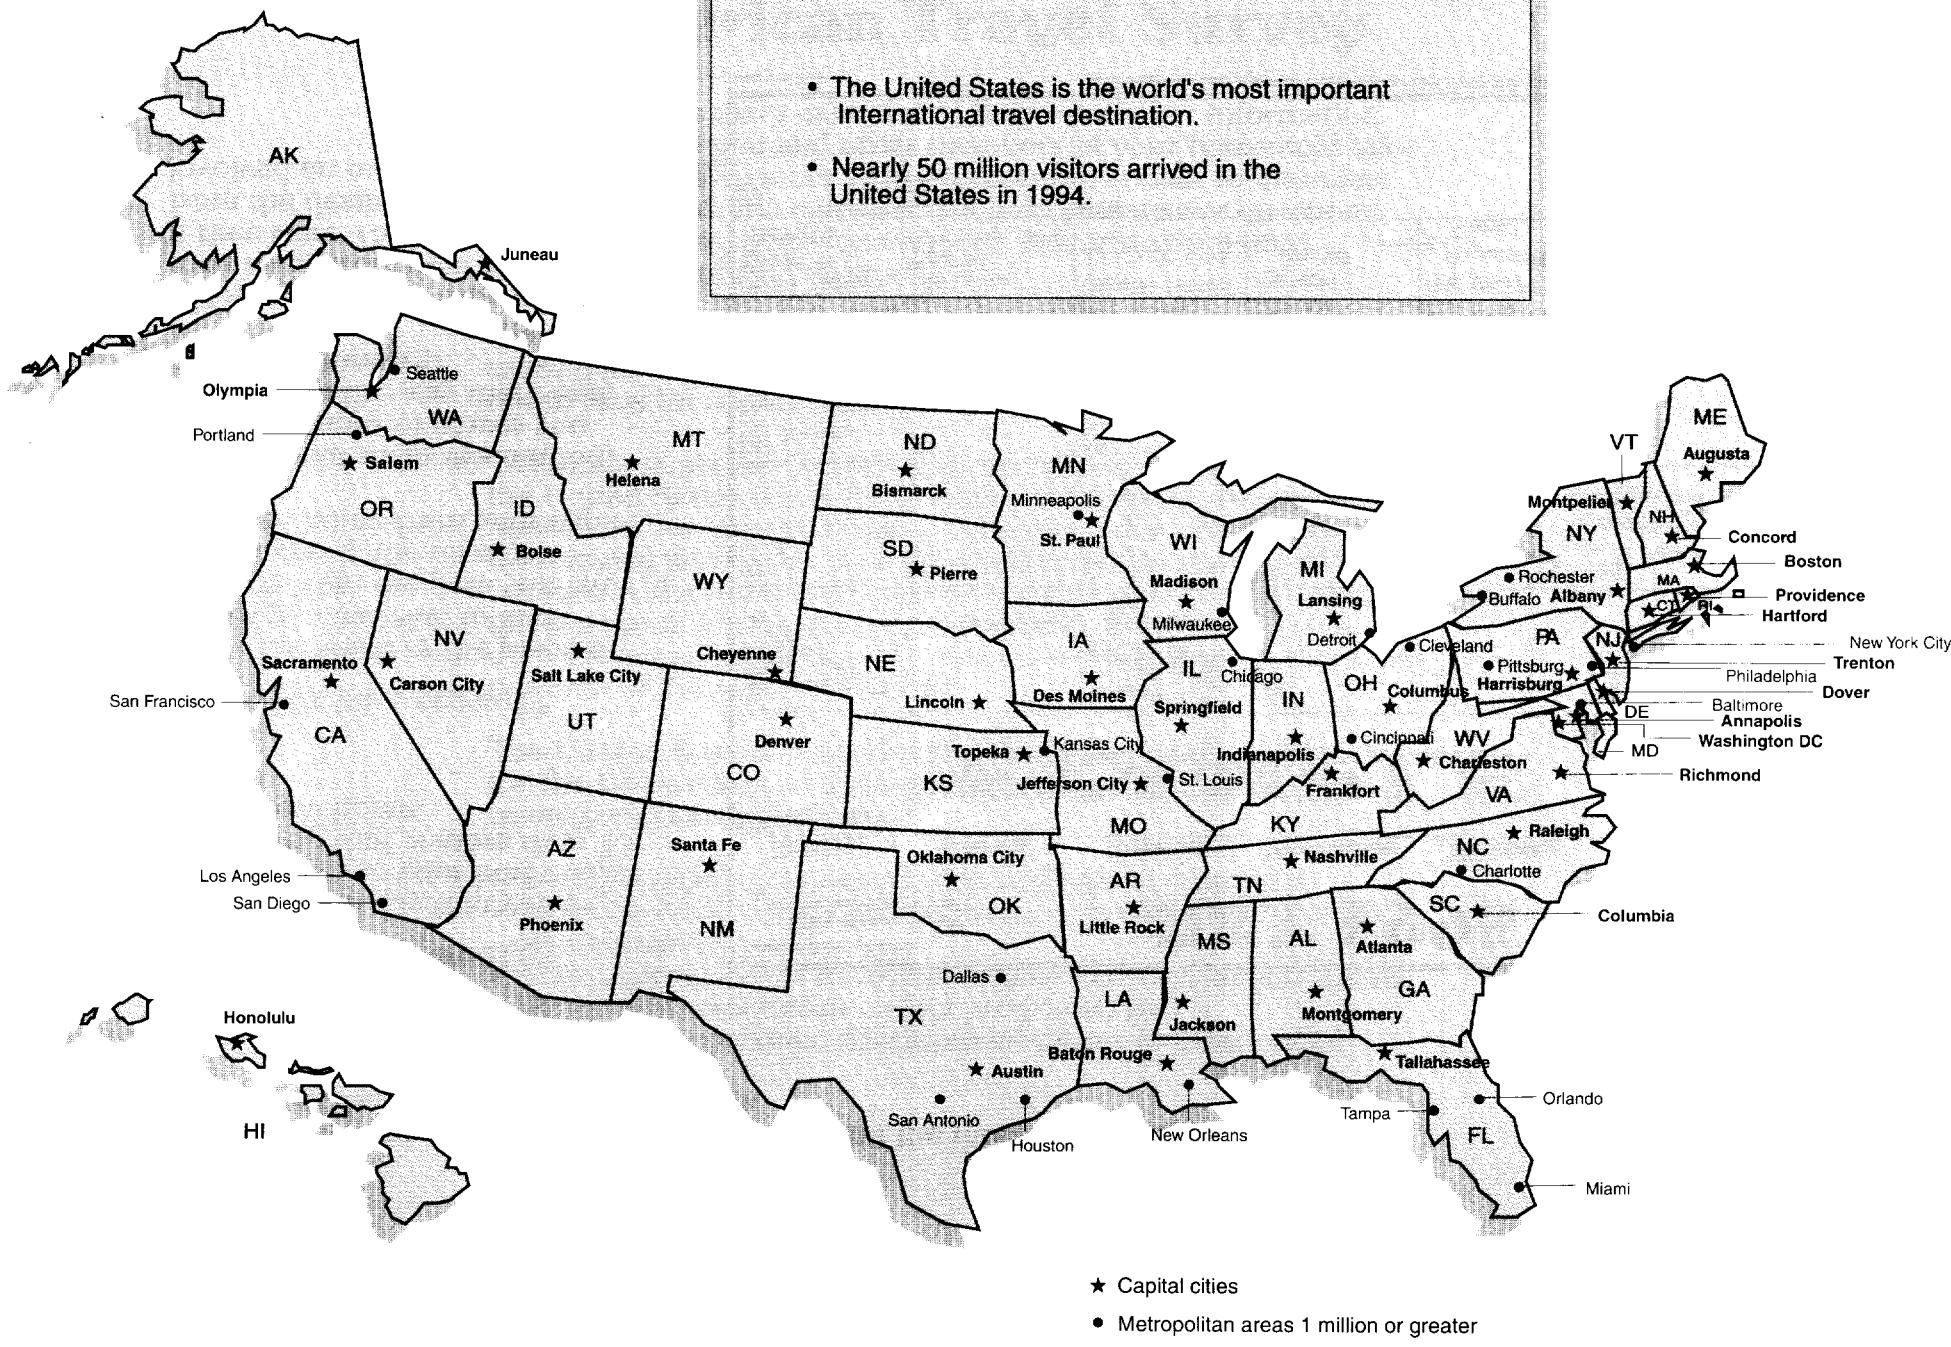 • The United States is the world's most important
International travel destination.
• Nearly 50 million visitors arrived in the
United States in 1994.
AK
Juneau
Seattle
Olympia
WA
Portland
Salem
OR
ID
Boise
MT
Helena
ND
Bismarck
MN
Minneapolis
St. Paul
SD
Pierre
WY
Cheyenne
WI
Madison
Milwaukee
MI
Lansing
Detroit
ME
Augusta
VT
Montpelier
NH
NY
Concord
Boston
Rochester
MA
Buffalo
Albany
Providence
CT
RI
Hartford
New York City
NJ
Trenton
PA
Pittsburg
Harrisburg
Philadelphia
Dover
Baltimore
DE
Annapolis
Washington DC
MD
Cleveland
OH
Columbus
Cincinnati
WV
Charleston
Richmond
VA
NV
Sacramento
Carson City
San Francisco
CA
Salt Lake City
UT
Denver
CO
NE
Lincoln
IA
Des Moines
IL
Chicago
Springfield
IN
Indianapolis
Topeka
Kansas City
KS
Jefferson City
St. Louis
MO
Frankfort
KY
Los Angeles
San Diego
AZ
Phoenix
Santa Fe
NM
Oklahoma City
OK
AR
Little Rock
Nashville
TN
NC
Raleigh
Charlotte
SC
Columbia
MS
Jackson
AL
Montgomery
Atlanta
GA
Dallas
TX
Austin
San Antonio
Houston
LA
Baton Rouge
New Orleans
Tallahassee
Orlando
Tampa
FL
Miami
Honolulu
HI
★ Capital cities
• Metropolitan areas 1 million or greater